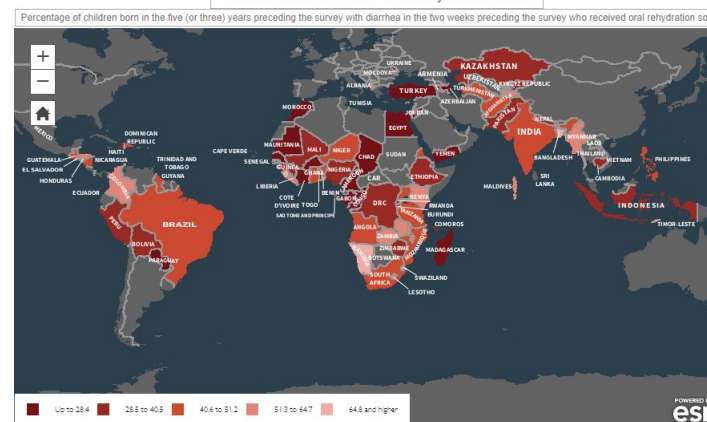 Percentage of children born in the five (or three) years preceding the survey with diarrhea in the two weeks preceding the survey who received oral rehydration so
+
−
UKRAINE
MOLDOVA
KAZAKHSTAN
ALBANIA
ARMENIA
UZBEKISTAN
KYRGYZ REPUBLIC
TURKEY
TURKMENISTAN
AZERBAIJAN
TUNISIA
MOROCCO
JORDAN
AFGHANISTAN
PAKISTAN
NEPAL
EGYPT
INDIA
MEXICO
DOMINICAN
REPUBLIC
HAITI
CAPE VERDE
MAURITANIA
MALI
NIGER
CHAD
SUDAN
YEMEN
BANGLADESH
MYANMAR
LAOS
THAILAND
VIETNAM
PHILIPPINES
CAMBODIA
GUATEMALA
EL SALVADOR
HONDURAS
NICARAGUA
TRINIDAD AND
TOBAGO
GUYANA
SENEGAL
GUINEA
GHANA
NIGERIA
BENIN
CAMEROON
CAR
ETHIOPIA
SRI
LANKA
MALDIVES
ECUADOR
COLOMBIA
LIBERIA
COTE
D'IVOIRE
TOGO
SAO TOME AND PRINCIPE
GABON
DRC
KENYA
RWANDA
BURUNDI
TANZANIA
COMOROS
INDONESIA
TIMOR-LESTE
BRAZIL
PERU
BOLIVIA
PARAGUAY
ANGOLA
ZAMBIA
MOZAMBIQUE
ZIMBABWE
BOTSWANA
MADAGASCAR
SOUTH
AFRICA
SWAZILAND
LESOTHO
Up to 28.4
28.5 to 40.5
40.6 to 51.2
51.3 to 64.7
64.8 and higher
POWERED
esri